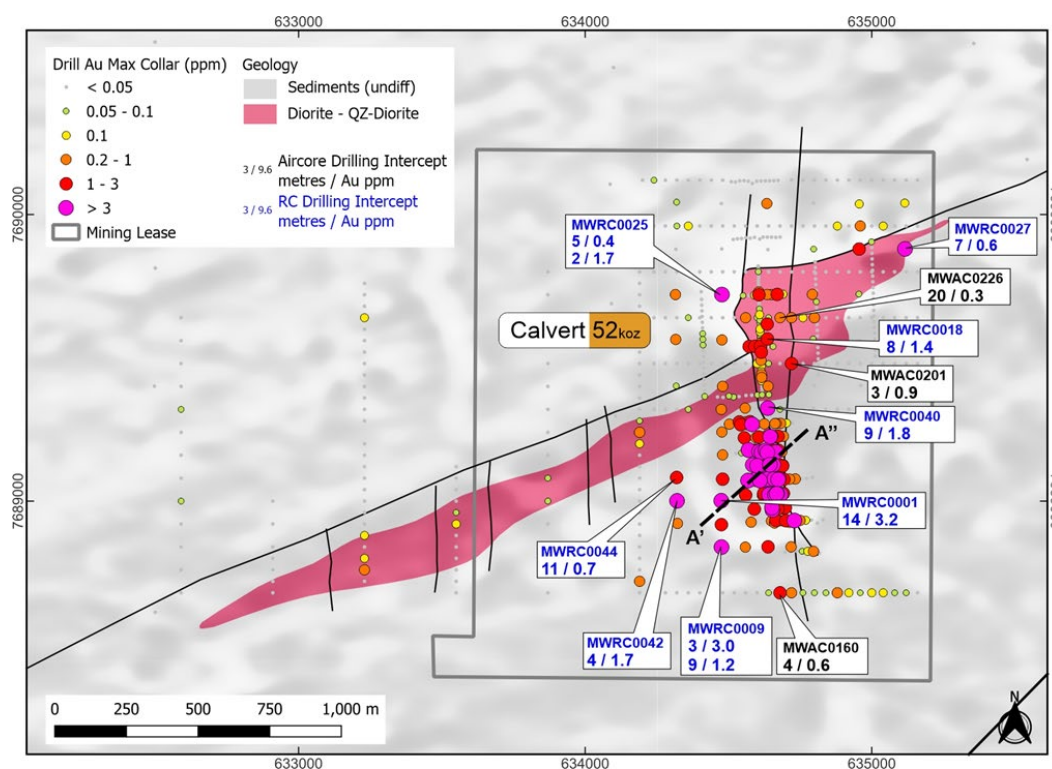 633000
634000
635000
Drill Au Max Collar (ppm)
< 0.05
0.05 - 0.1
0.1
0.2 - 1
1 - 3
> 3
Mining Lease
Geology
Sediments (undiff)
Diorite - QZ-Diorite
3 / 9.6 Aircore Drilling Intercept
metres / Au ppm
3 / 9.6 RC Drilling Intercept
metres / Au ppm
7690000
MWRC0025
5 / 0.4
2 / 1.7
MWRC0027
7 / 0.6
MWAC0226
20 / 0.3
Calvert 52koz
MWRC0018
8 / 1.4
MWAC0201
3 / 0.9
MWRC0040
9 / 1.8
A''
7689000
MWRC0001
14 / 3.2
A'
MWRC0044
11 / 0.7
MWRC0042
4 / 1.7
MWRC0009
3 / 3.0
9 / 1.2
MWAC0160
4 / 0.6
0 250 500 750 1,000 m
N
633000
634000
635000